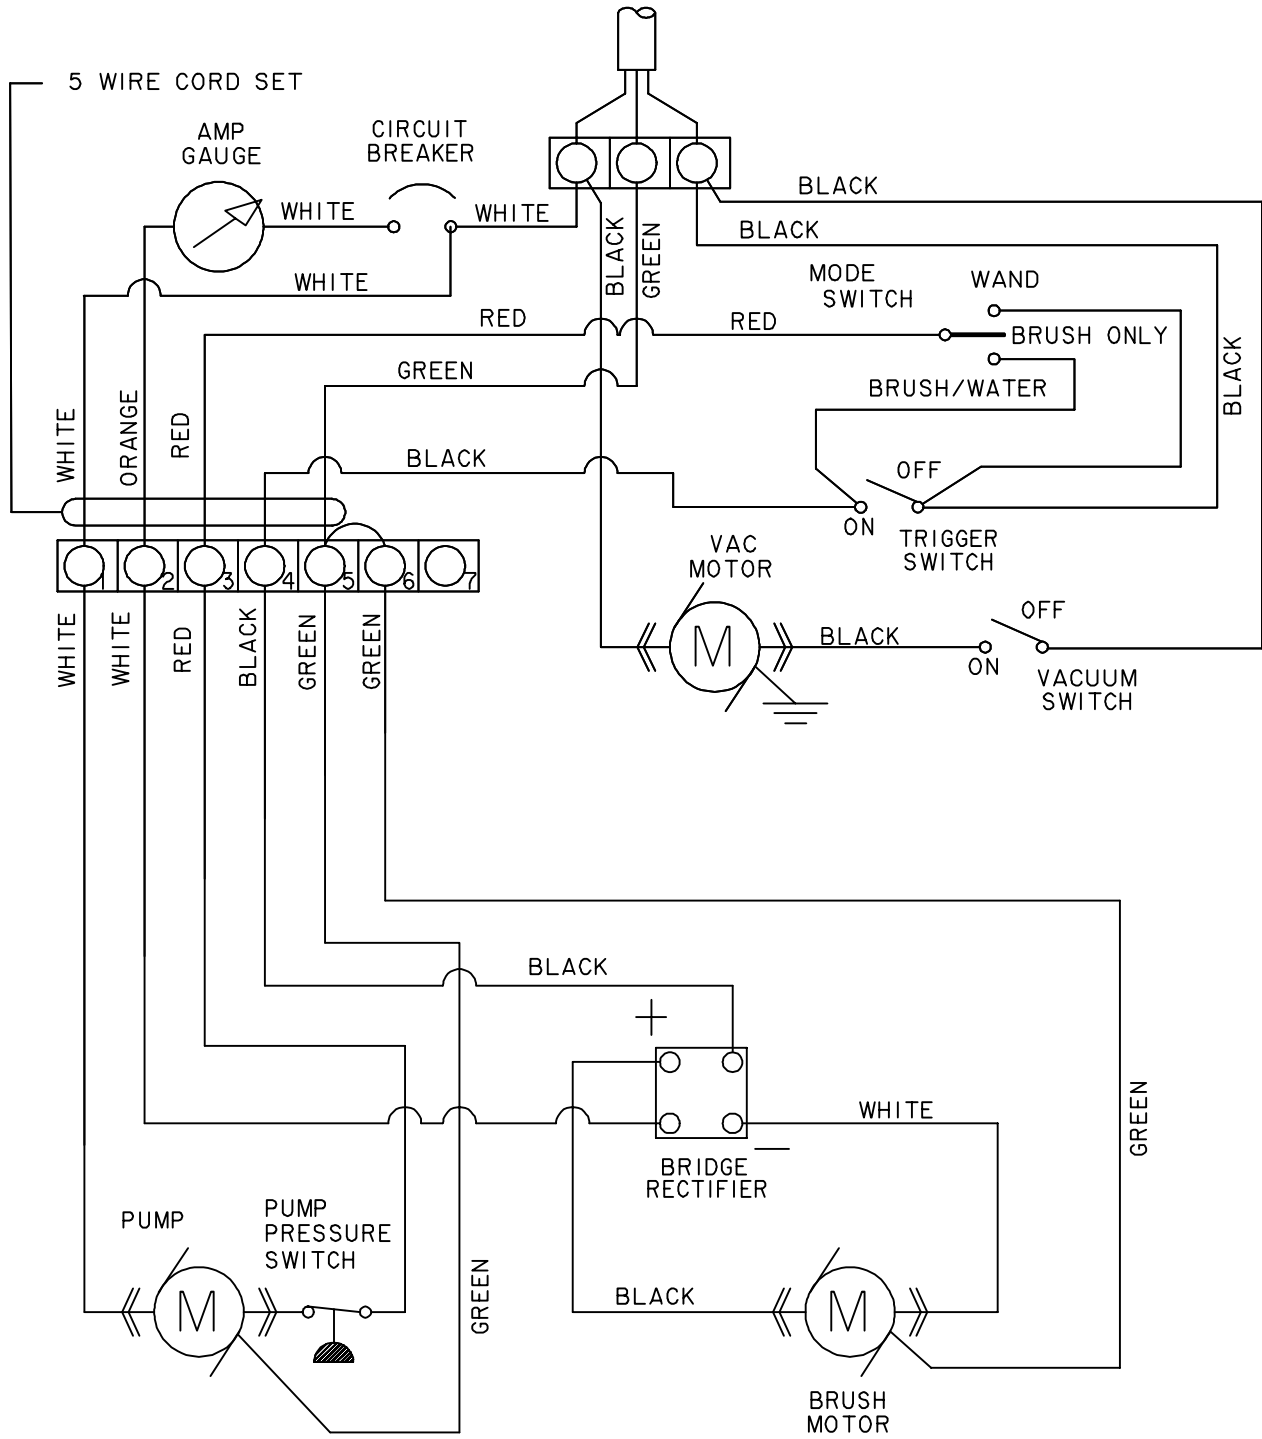 5 WIRE CORD SET
AMP
GAUGE
CIRCUIT
BREAKER
WHITE
WHITE
WHITE
BLACK
GREEN
BLACK
BLACK
MODE
SWITCH
WAND
BRUSH ONLY
BRUSH/WATER
BLACK
RED
RED
GREEN
WHITE
ORANGE
RED
BLACK
OFF
ON
TRIGGER
SWITCH
1
2
3
4
5
6
7
VAC
MOTOR
M
BLACK
OFF
ON
VACUUM
SWITCH
WHITE
WHITE
RED
BLACK
GREEN
GREEN
BLACK
+
WHITE
—
BRIDGE
RECTIFIER
GREEN
PUMP
PUMP
PRESSURE
SWITCH
M
GREEN
BLACK
M
BRUSH
MOTOR